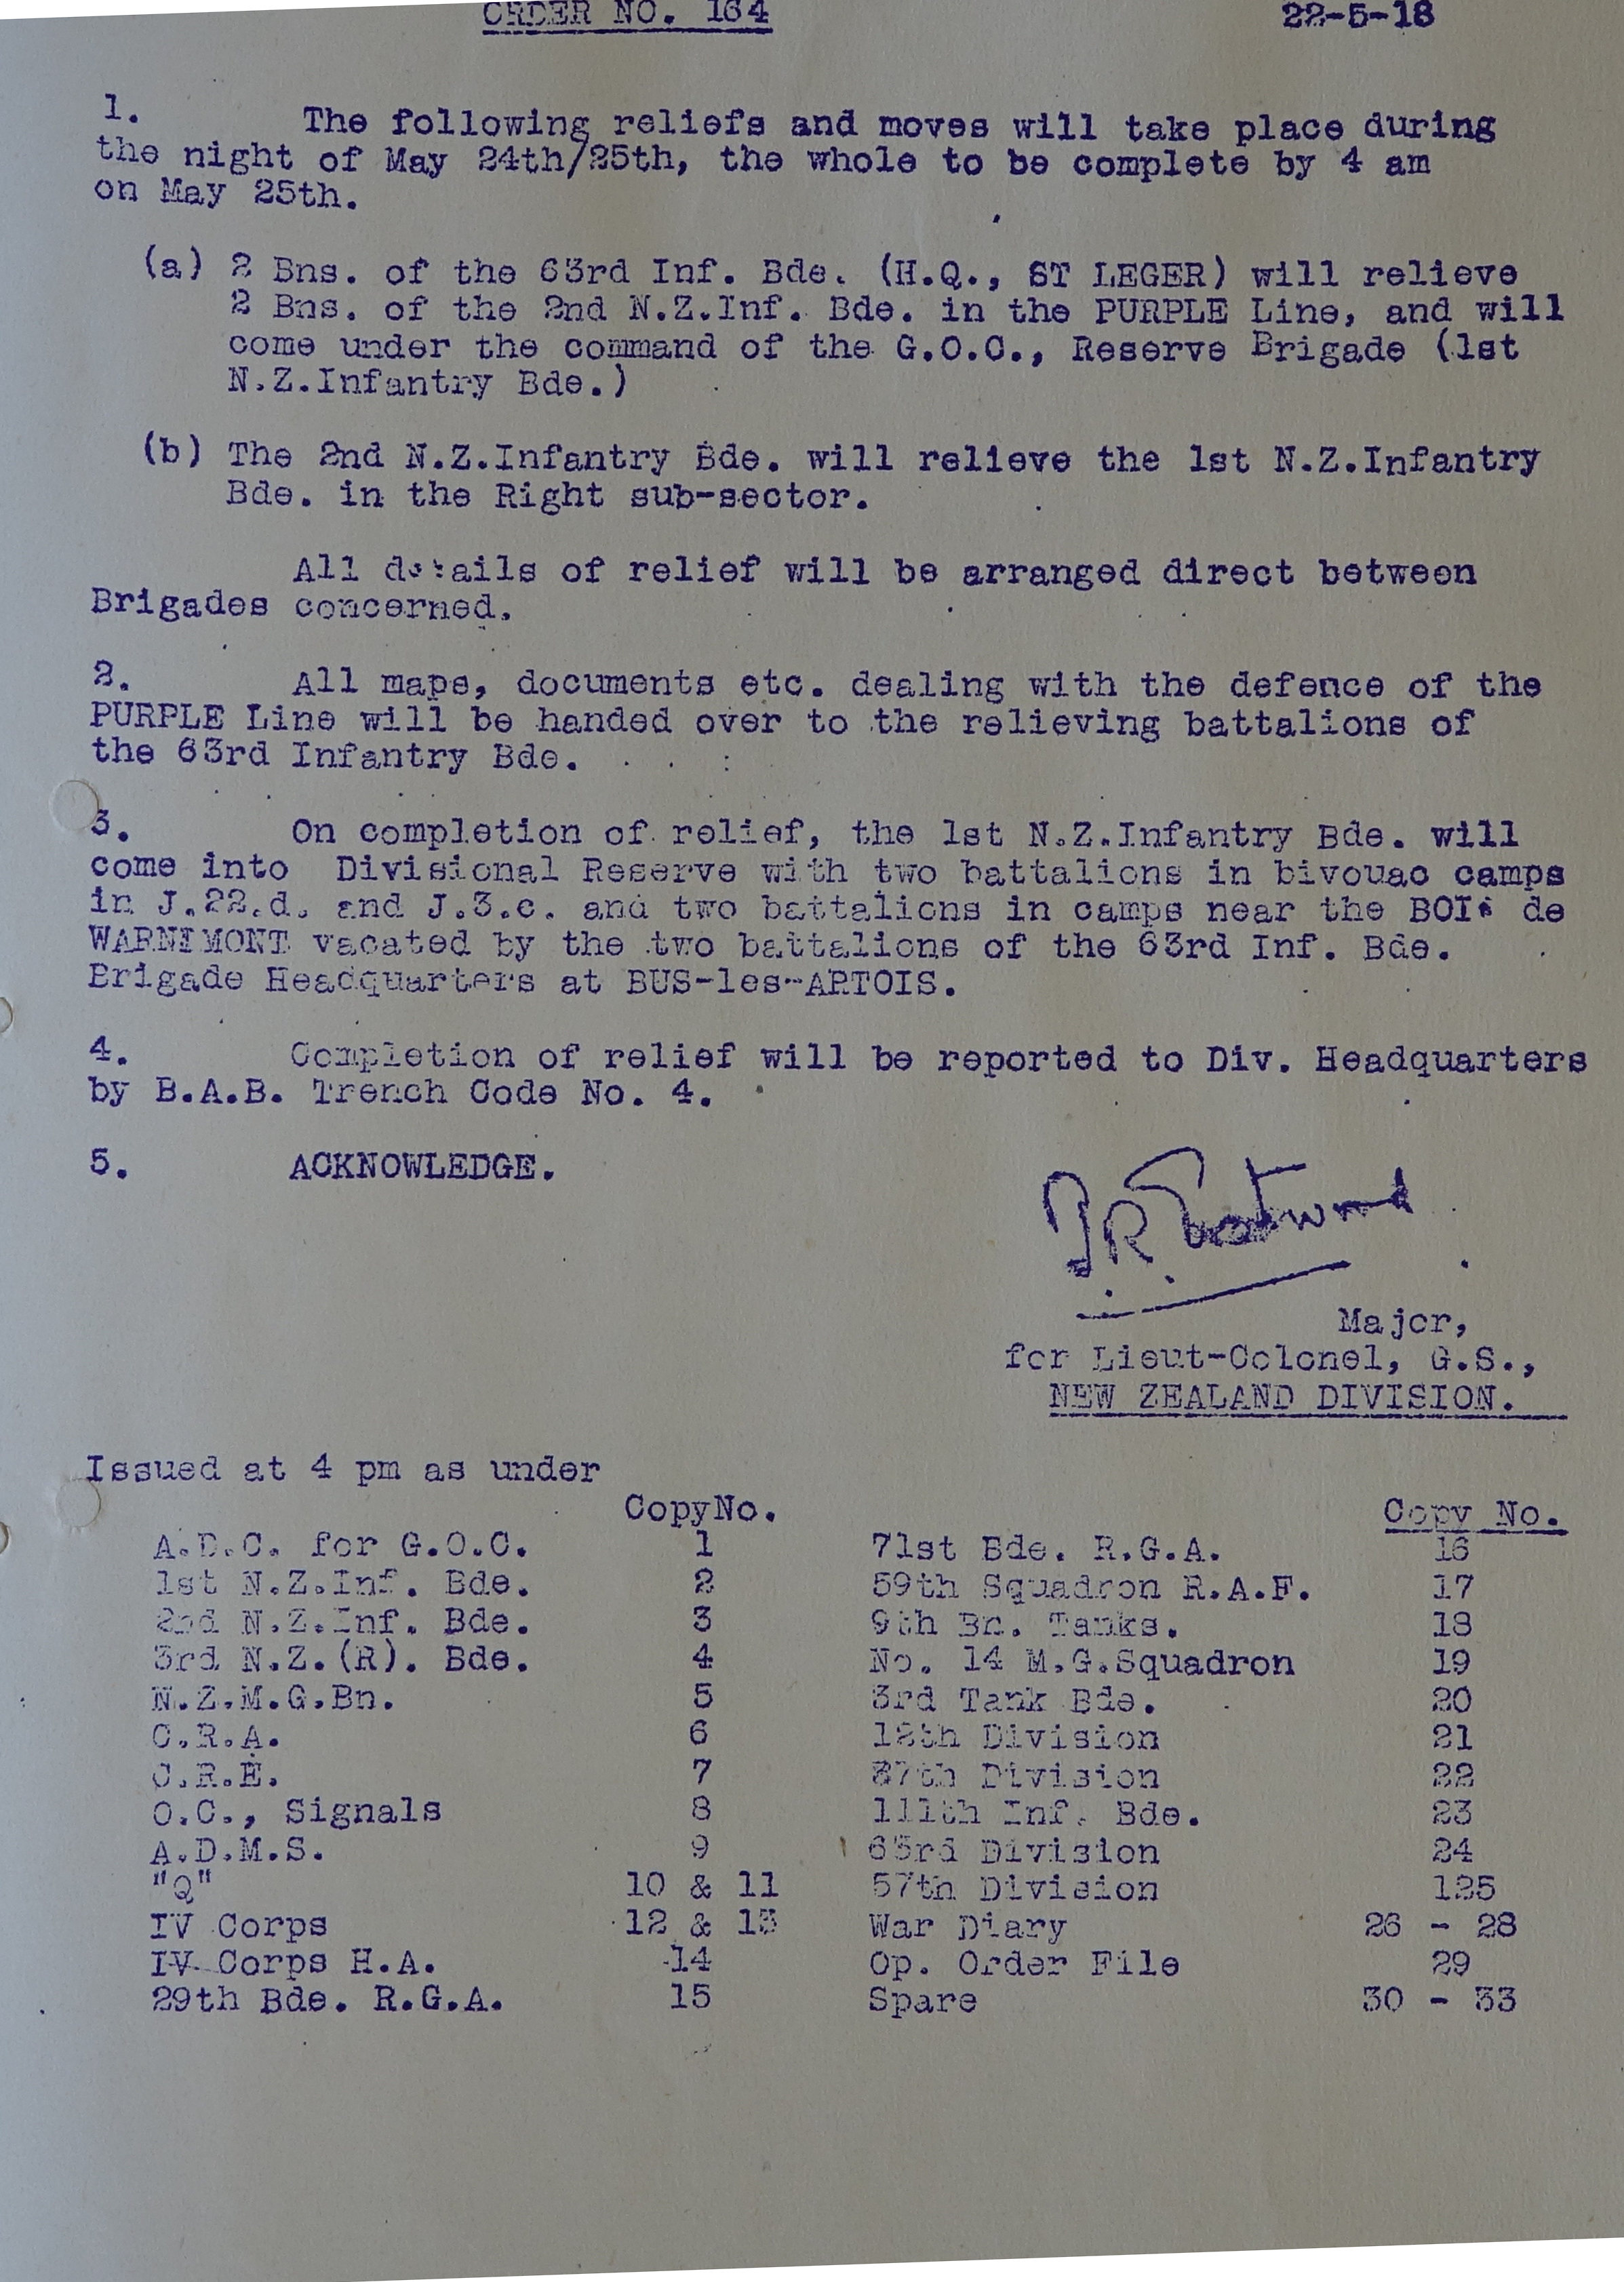 ORDER NO. 164 22-5-18
1. The following reliefs and moves will take place during
the night of May 24th/25th, the whole to be complete by 4 am
on May 25th.
(a) 2 Bns. of the 63rd Inf. Bde. (H.Q., ST LEGER) will relieve
2 Bns. of the 2nd N.Z.Inf. Bde. in the PURPLE Line, and will
come under the command of the G.O.C., Reserve Brigade (1st
N.Z.Infantry Bde.)
(b) The 2nd N.Z.Infantry Bde. will relieve the 1st N.Z.Infantry
Bde. in the Right sub-sector.
All details of relief will be arranged direct between
Brigades concerned.
2. All maps, documents etc. dealing with the defence of the
PURPLE Line will be handed over to the relieving battalions of
the 63rd Infantry Bde.
3. On completion of relief, the 1st N.Z.Infantry Bde. will
come into Divisional Reserve with two battalions in bivouac camps
in J.22.d. and J.3.c. and two battalions in camps near the BOIS de
WARNIMONT vacated by the two battalions of the 63rd Inf. Bde.
Brigade Headquarters at BUS-les-ARTOIS.
4. Completion of relief will be reported to Div. Headquarters
by B.A.B. Trench Code No. 4.
5. ACKNOWLEDGE.
Major,
for Lieut-Colonel, G.S.,
NEW ZEALAND DIVISION.
Issued at 4 pm as under
CopyNo. Copy No.
A.D.C. for G.O.C. 1 71st Bde. R.G.A. 16
1st N.Z.Inf. Bde. 2 59th Squadron R.A.F. 17
2nd N.Z.Inf. Bde. 3 9th Bn. Tanks. 18
3rd N.Z.(R). Bde. 4 No. 14 M.G.Squadron 19
N.Z.M.G.Bn. 5 3rd Tank Bde. 20
C.R.A. 6 12th Division 21
C.R.E. 7 37th Division 22
O.C., Signals 8 111th Inf. Bde. 23
A.D.M.S. 9 63rd Division 24
"Q" 10 & 11 57th Division 125
IV Corps 12 & 13 War Diary 26 - 28
IV Corps H.A. 14 Op. Order File 29
29th Bde. R.G.A. 15 Spare 30 - 33